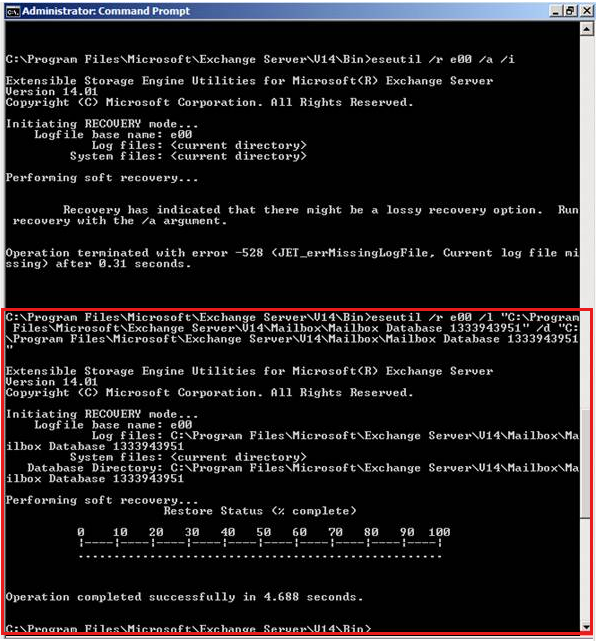 Administrator: Command Prompt
C:\Program Files\Microsoft\Exchange Server\V14\Bin>eseutil /r e00 /a /i
Extensible Storage Engine Utilities for Microsoft(R) Exchange Server
Version 14.01
Copyright (C) Microsoft Corporation. All Rights Reserved.
Initiating RECOVERY mode...
Logfile base name: e00
Log files: <current directory>
System files: <current directory>
Performing soft recovery...
Recovery has indicated that there might be a lossy recovery option.  Run
recovery with the /a argument.
Operation terminated with error -528 (JET_errMissingLogFile, Current log file mi
ssing) after 0.31 seconds.
C:\Program Files\Microsoft\Exchange Server\V14\Bin>eseutil /r e00 /l "C:\Program
Files\Microsoft\Exchange Server\V14\Mailbox\Mailbox Database 1333943951" /d "C:
\Program Files\Microsoft\Exchange Server\V14\Mailbox\Mailbox Database 1333943951
"
Extensible Storage Engine Utilities for Microsoft(R) Exchange Server
Version 14.01
Copyright (C) Microsoft Corporation. All Rights Reserved.
Initiating RECOVERY mode...
Logfile base name: e00
Log files: C:\Program Files\Microsoft\Exchange Server\V14\Mailbox\Ma
ilbox Database 1333943951
System files: <current directory>
Database Directory: C:\Program Files\Microsoft\Exchange Server\V14\Mailbox\Ma
ilbox Database 1333943951
Performing soft recovery...
Restore Status (% complete)
0    10   20   30   40   50   60   70   80   90  100
|----|----|----|----|----|----|----|----|----|----|
...................................................
Operation completed successfully in 4.688 seconds.
C:\Program Files\Microsoft\Exchange Server\V14\Bin>